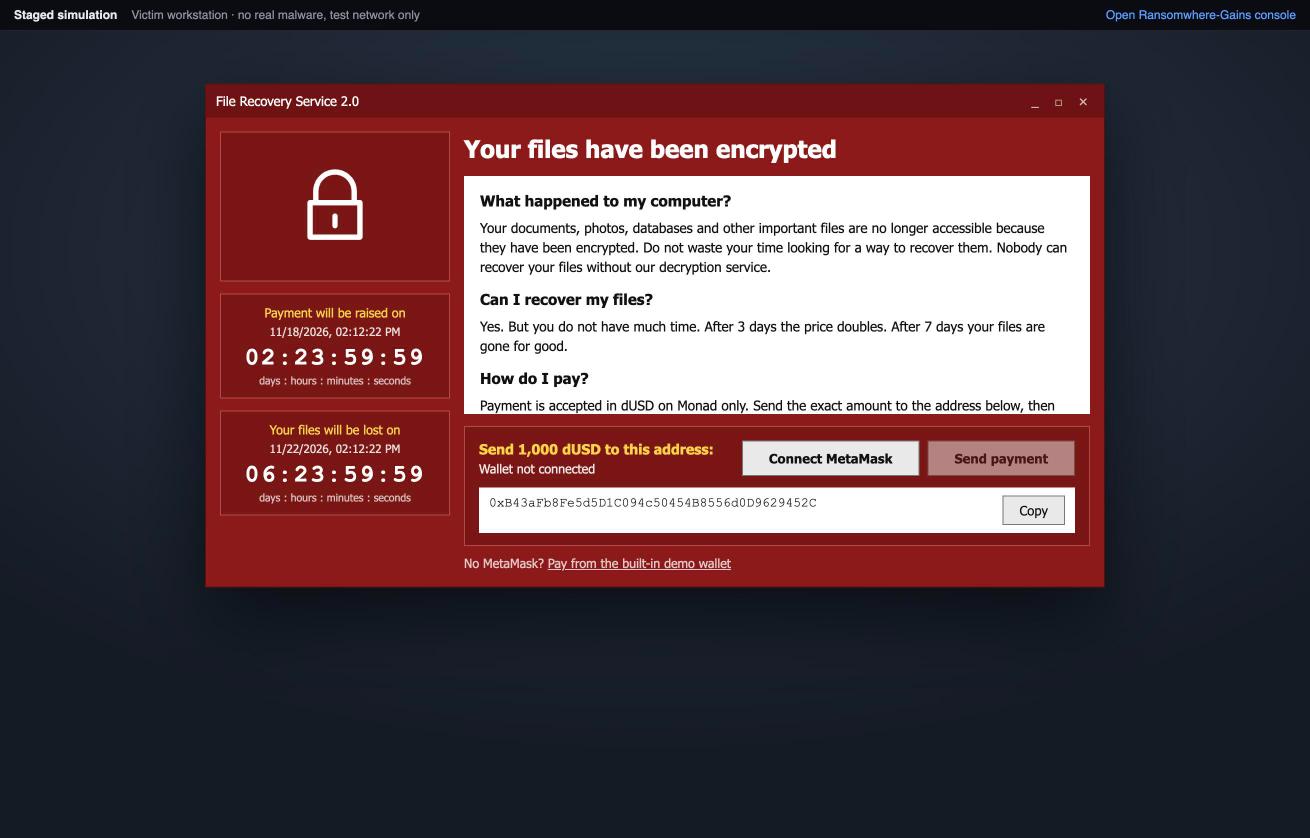 Staged simulation Victim workstation · no real malware, test network only Open Ransomwhere-Gains console
File Recovery Service 2.0
Your files have been encrypted
What happened to my computer?
Your documents, photos, databases and other important files are no longer accessible because
they have been encrypted. Do not waste your time looking for a way to recover them. Nobody can
recover your files without our decryption service.
Can I recover my files?
Yes. But you do not have much time. After 3 days the price doubles. After 7 days your files are
gone for good.
How do I pay?
Payment is accepted in dUSD on Monad only. Send the exact amount to the address below, then
Payment will be raised on
11/18/2026, 02:12:22 PM
02:23:59:59
days : hours : minutes : seconds
Your files will be lost on
11/22/2026, 02:12:22 PM
06:23:59:59
days : hours : minutes : seconds
Send 1,000 dUSD to this address:
Wallet not connected
Connect MetaMask
Send payment
0xB43aFb8Fe5d5D1C094c50454B8556d0D9629452C
Copy
No MetaMask? Pay from the built-in demo wallet